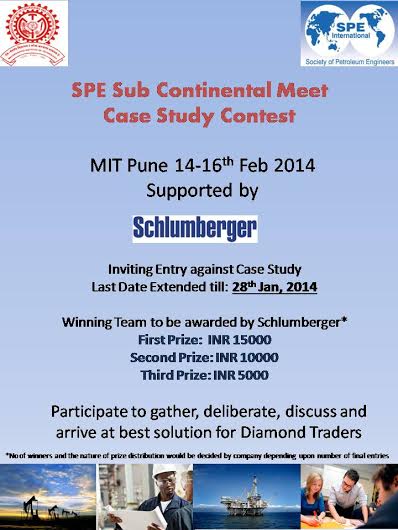 SPE
International
Society of Petroleum Engineers
SPE Sub Continental Meet
Case Study Contest
MIT Pune 14-16th Feb 2014
Supported by
Schlumberger
Inviting Entry against Case Study
Last Date Extended till: 28th Jan, 2014
Winning Team to be awarded by Schlumberger*
First Prize:  INR 15000
Second Prize: INR 10000
Third Prize: INR 5000
Participate to gather, deliberate, discuss and
arrive at best solution for Diamond Traders
*No of winners and the nature of prize distribution would be decided by company depending upon number of final entries